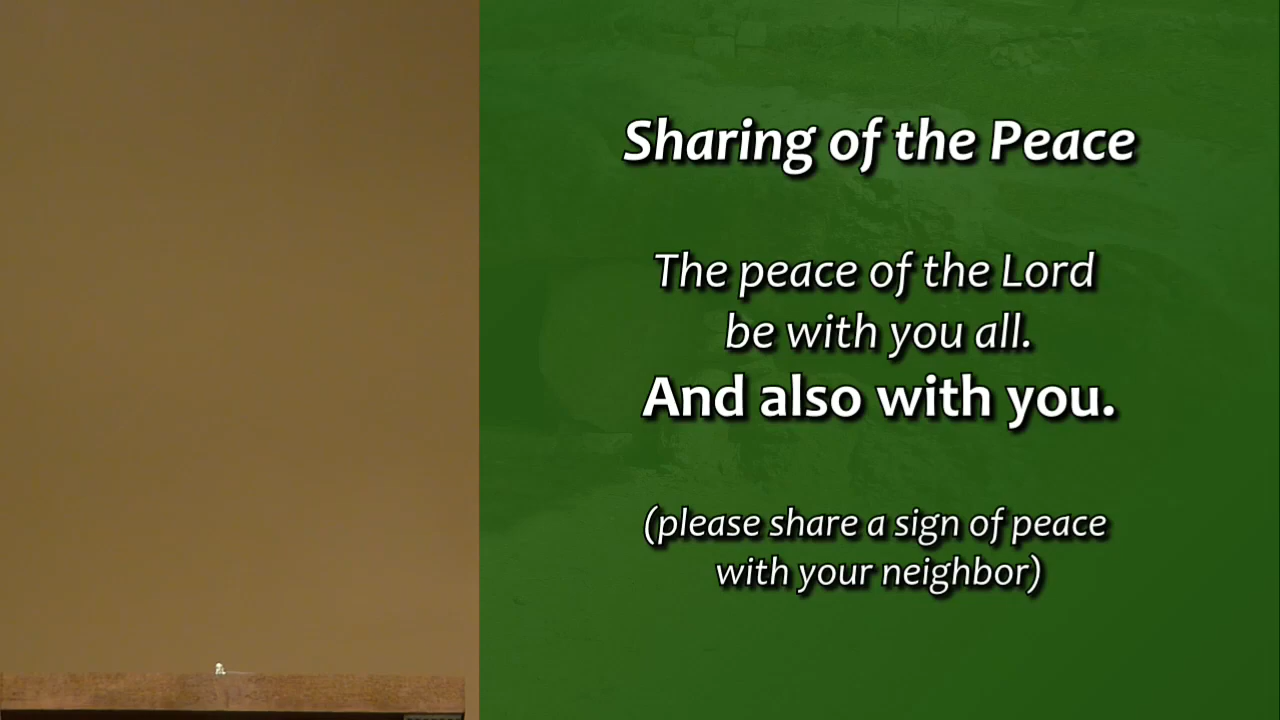 Sharing of the Peace
The peace of the Lord
be with you all.
And also with you.
(please share a sign of peace
with your neighbor)